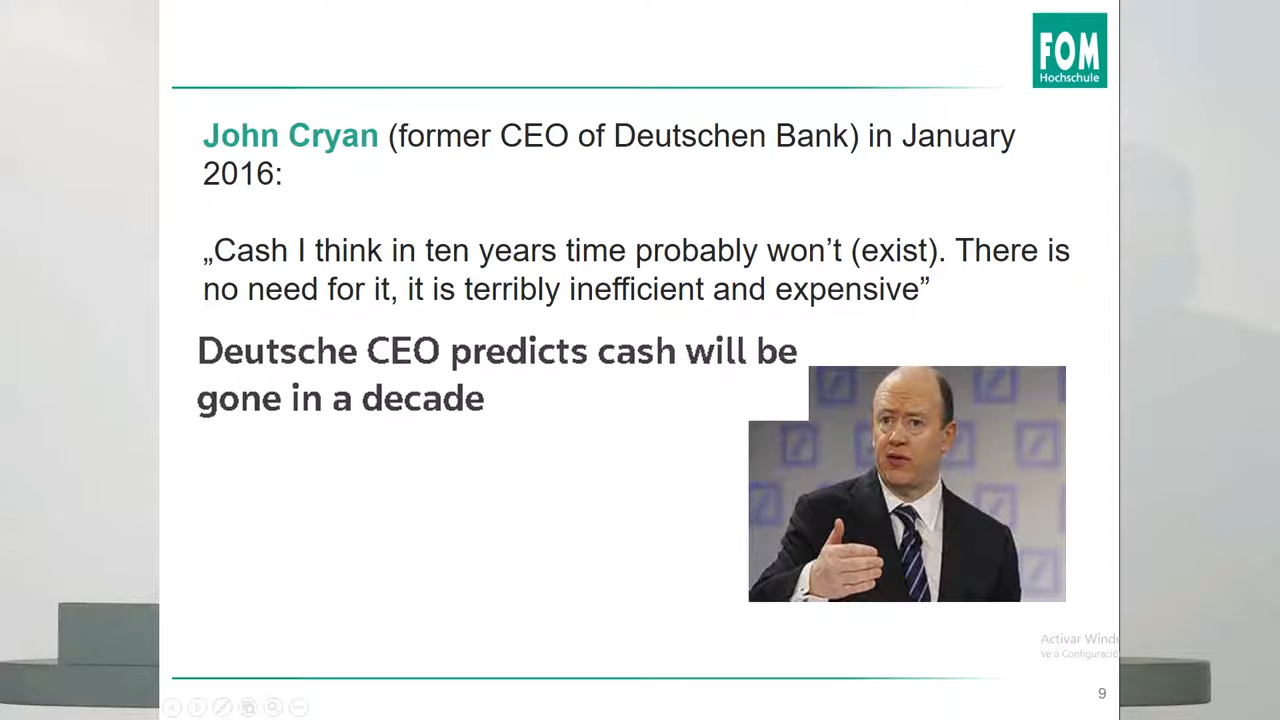 FOM
Hochschule
John Cryan (former CEO of Deutschen Bank) in January
2016:
„Cash I think in ten years time probably won’t (exist). There is
no need for it, it is terribly inefficient and expensive”
Deutsche CEO predicts cash will be
gone in a decade
Activar Wind
Ve a Configuració
9